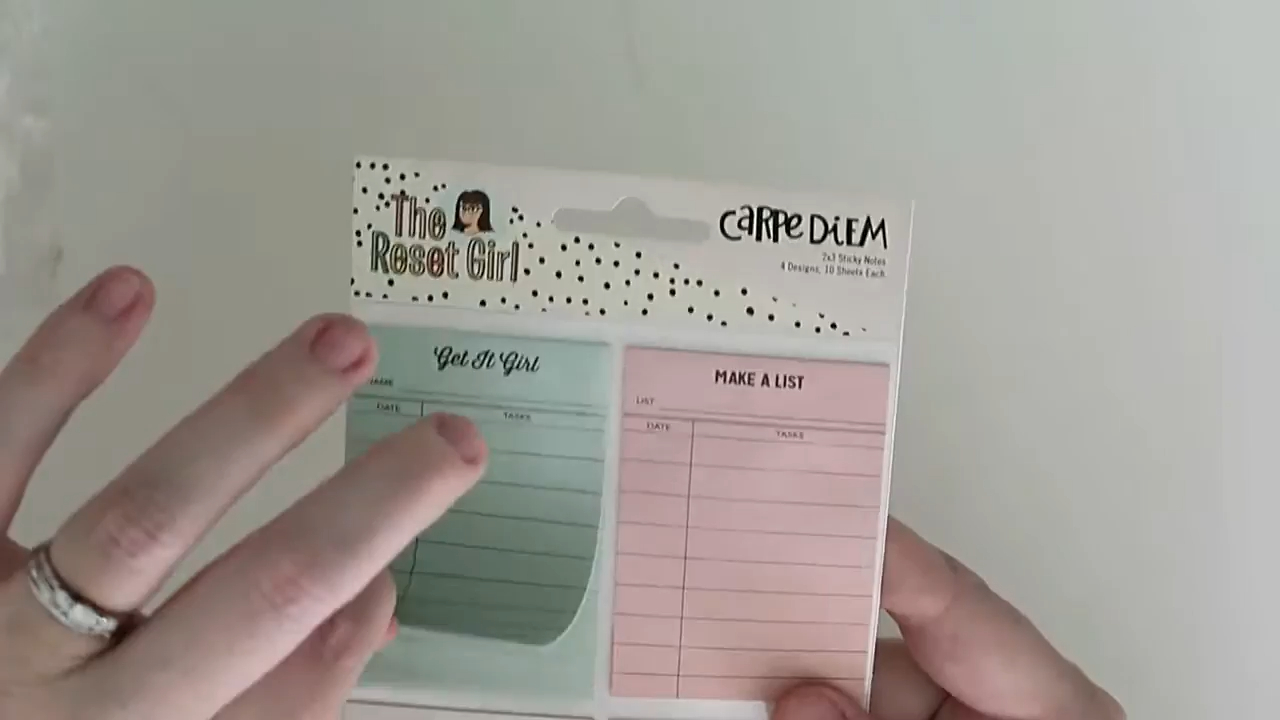 The
Reset Girl
CARPE DiEM
2x3 Sticky Notes
4 Designs, 10 Sheets Each
Get It Girl
NAME
DATE TASKS
MAKE A LIST
LIST
DATE TASKS